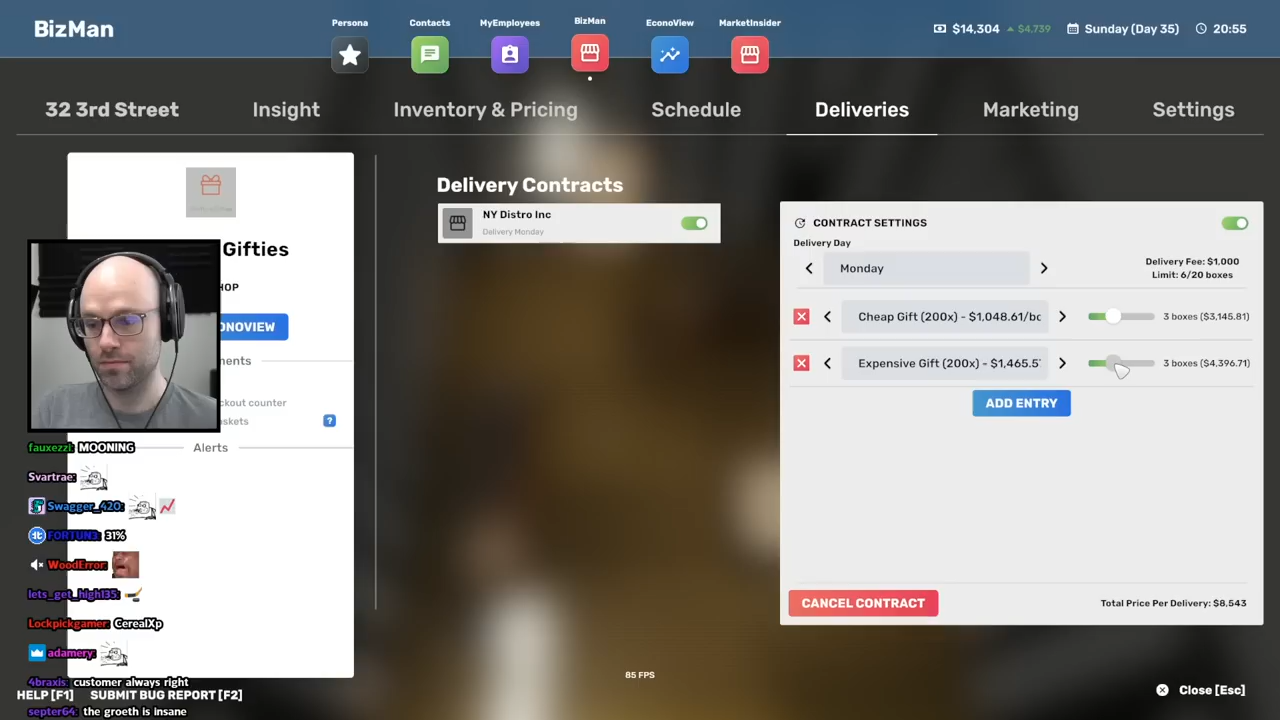 BizMan
Persona
Contacts
MyEmployees
BizMan
EconoView
MarketInsider
$14,304 ▲ $4,739
Sunday (Day 35)
20:55
32 3rd Street
Insight
Inventory & Pricing
Schedule
Deliveries
Marketing
Settings
Gifties
HOP
ONOVIEW
ments
ckout counter
askets
?
Alerts
Delivery Contracts
NY Distro Inc
Delivery Monday
CONTRACT SETTINGS
Delivery Day
Monday
Delivery Fee: $1,000
Limit: 6/20 boxes
Cheap Gift (200x) - $1,048.61/bo
3 boxes ($3,145.81)
Expensive Gift (200x) - $1,465.5
3 boxes ($4,396.71)
ADD ENTRY
CANCEL CONTRACT
Total Price Per Delivery: $8,543
fauxezzi: MOONING
Svartrae:
Swagger_420:
FORTUN3: 31%
WoodError:
lets_get_high135:
Lockpickgamer: CerealXp
adamery:
4braxis: customer always right
septer64: the groeth is insane
HELP [F1]
SUBMIT BUG REPORT [F2]
85 FPS
Close [Esc]